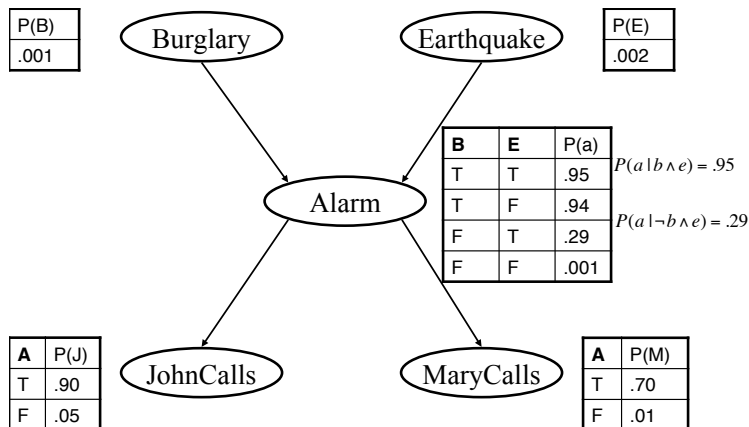 P(B)
.001
Burglary
Earthquake
P(E)
.002
B E P(a)
T T .95
T F .94
F T .29
F F .001
P(a | b ∧ e) = .95
P(a | ¬b ∧ e) = .29
Alarm
A P(J)
T .90
F .05
JohnCalls
MaryCalls
A P(M)
T .70
F .01